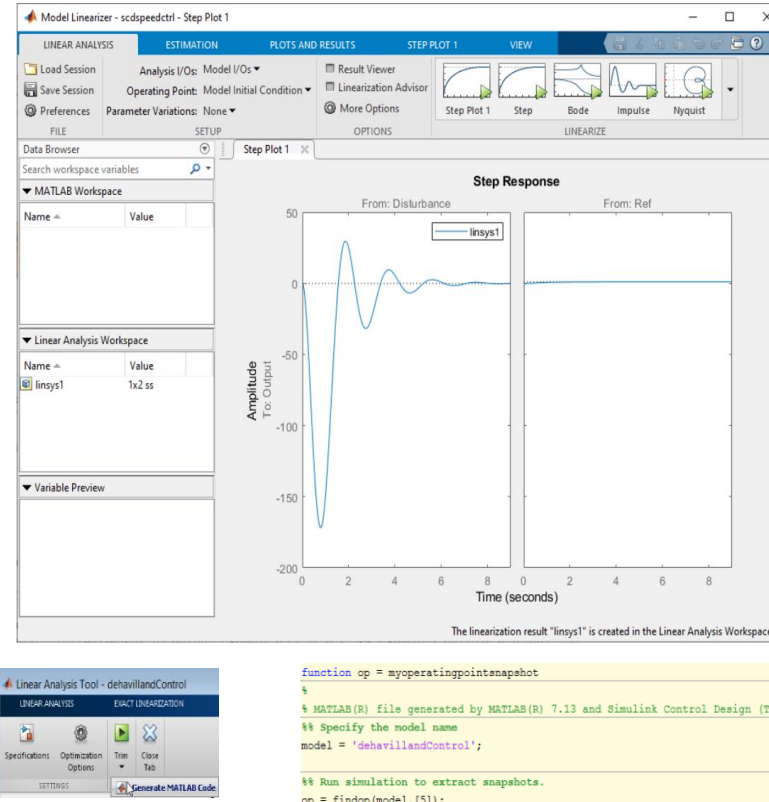 Model Linearizer - scdspeedctrl - Step Plot 1
LINEAR ANALYSIS ESTIMATION PLOTS AND RESULTS STEP PLOT 1 VIEW
Load Session Analysis I/Os: Model I/Os Result Viewer
Save Session Operating Point: Model Initial Condition Linearization Advisor
Preferences Parameter Variations: None More Options
Step Plot 1 Step Bode Impulse Nyquist
FILE SETUP OPTIONS LINEARIZE
Data Browser Step Plot 1
Search workspace variables
MATLAB Workspace
Name Value
Linear Analysis Workspace
Name Value
linsys1 1x2 ss
Variable Preview
Step Response
From: Disturbance From: Ref
linsys1
50
0
-50
-100
-150
-200
Amplitude
To: Output
0 2 4 6 8 0 2 4 6 8
Time (seconds)
The linearization result "linsys1" is created in the Linear Analysis Workspace
Linear Analysis Tool - dehavillandControl
LINEAR ANALYSIS EXACT LINEARIZATION
Specifications Optimization Options Trim Close Tab
SETTINGS Generate MATLAB Code
function op = myoperatingpointsnapshot
%
% MATLAB(R) file generated by MATLAB(R) 7.13 and Simulink Control Design (T
%% Specify the model name
model = 'dehavillandControl';
%% Run simulation to extract snapshots.
op = findop(model,[5]);